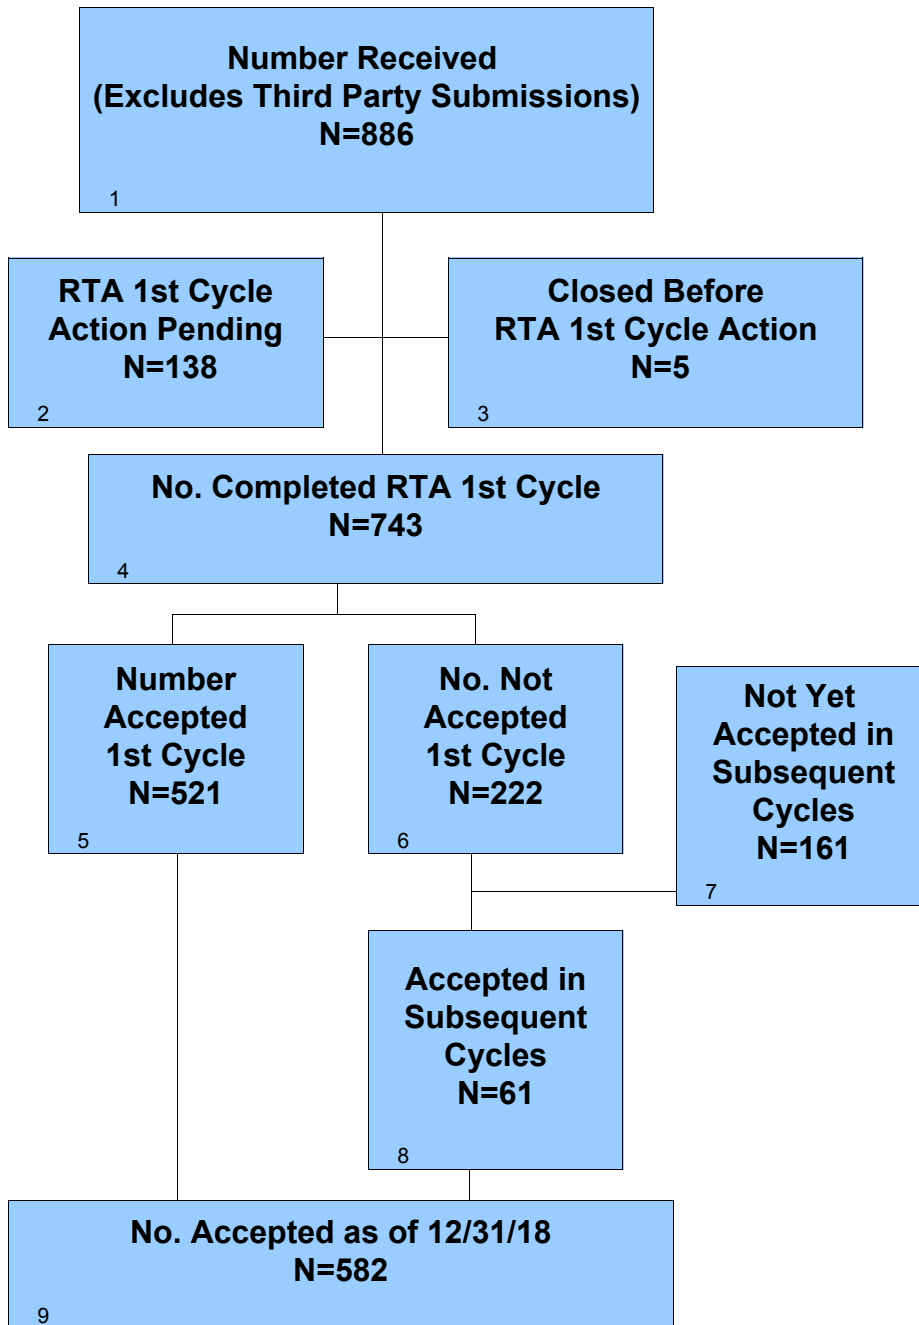 Number Received
(Excludes Third Party Submissions)
N=886
1
RTA 1st Cycle
Action Pending
N=138
2
Closed Before
RTA 1st Cycle Action
N=5
3
No. Completed RTA 1st Cycle
N=743
4
Number
Accepted
1st Cycle
N=521
5
No. Not
Accepted
1st Cycle
N=222
6
Not Yet
Accepted in
Subsequent
Cycles
N=161
7
Accepted in
Subsequent
Cycles
N=61
8
No. Accepted as of 12/31/18
N=582
9